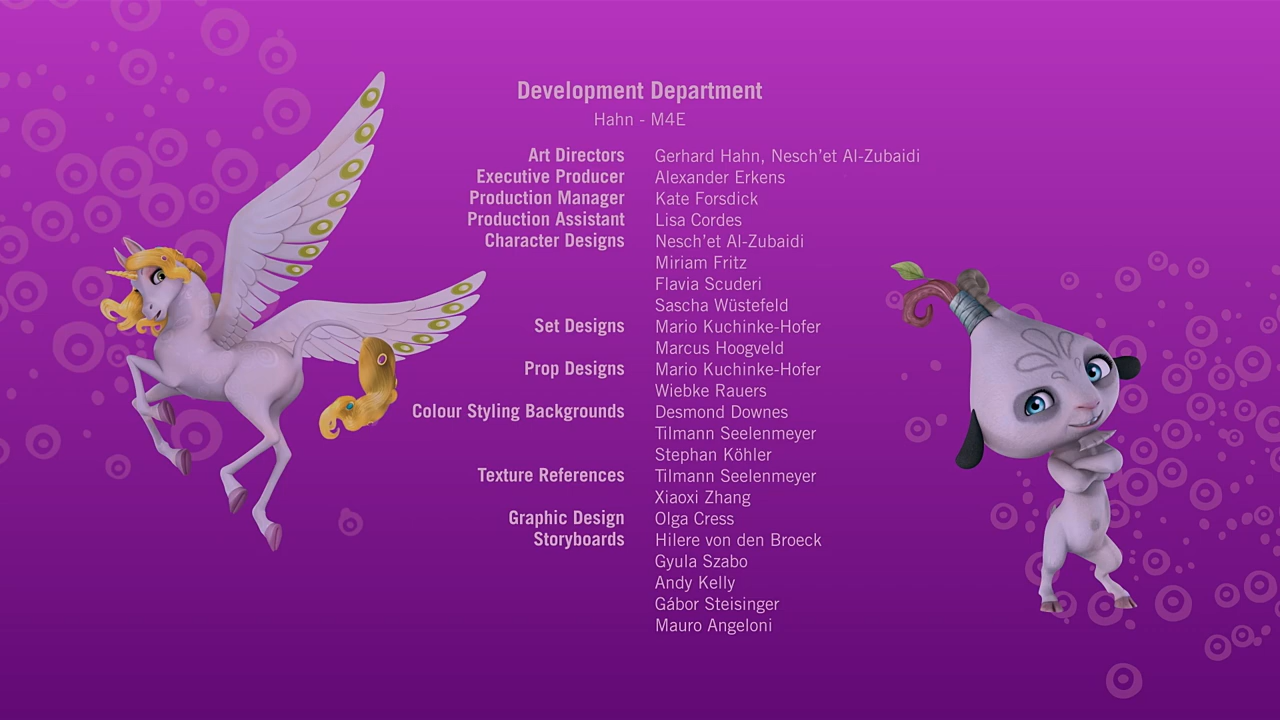 Development Department
Hahn - M4E
Art Directors Gerhard Hahn, Nesch'et Al-Zubaidi
Executive Producer Alexander Erkens
Production Manager Kate Forsdick
Production Assistant Lisa Cordes
Character Designs Nesch'et Al-Zubaidi
Miriam Fritz
Flavia Scuderi
Sascha Wüstefeld
Set Designs Mario Kuchinke-Hofer
Marcus Hoogveld
Prop Designs Mario Kuchinke-Hofer
Wiebke Rauers
Colour Styling Backgrounds Desmond Downes
Tilmann Seelenmeyer
Stephan Köhler
Texture References Tilmann Seelenmeyer
Xiaoxi Zhang
Graphic Design Olga Cress
Storyboards Hilere von den Broeck
Gyula Szabo
Andy Kelly
Gábor Steisinger
Mauro Angeloni